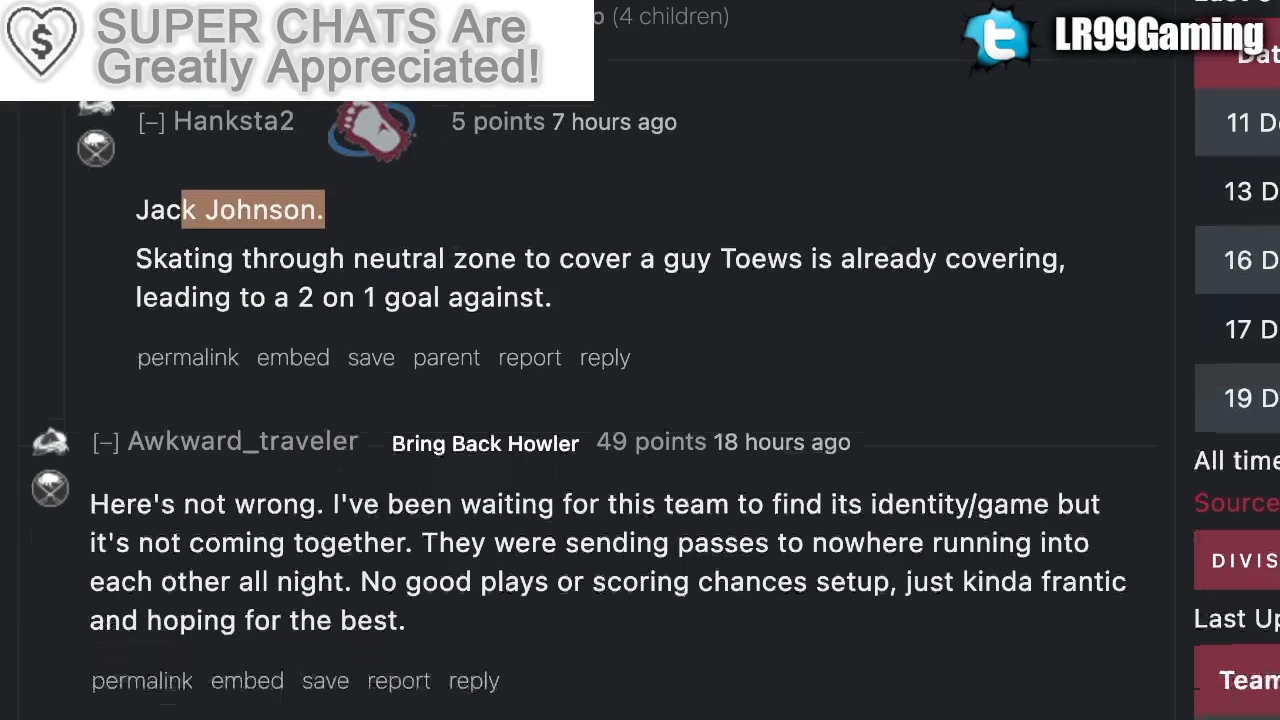 SUPER CHATS Are
Greatly Appreciated!
(4 children)
LR99Gaming
[–] Hanksta2 5 points 7 hours ago
Jack Johnson.
Skating through neutral zone to cover a guy Toews is already covering,
leading to a 2 on 1 goal against.
permalink embed save parent report reply
[–] Awkward_traveler Bring Back Howler 49 points 18 hours ago
Here's not wrong. I've been waiting for this team to find its identity/game but
it's not coming together. They were sending passes to nowhere running into
each other all night. No good plays or scoring chances setup, just kinda frantic
and hoping for the best.
permalink embed save report reply
Dat
11 D
13 D
16 D
17 D
19 D
All time
Source
DIVIS
Last Up
Team